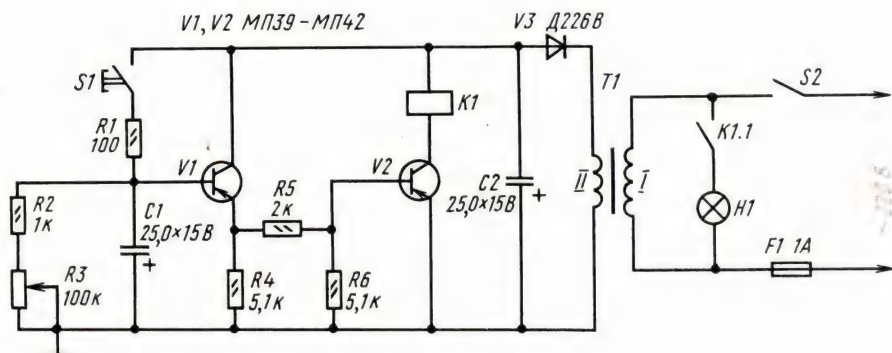 V1, V2 МП39–МП42
V3 Д226В
T1
S2
S1
K1
K1.1
R1
100
V1
V2
R5
2к
R2
1к
C1
25,0×15В
C2
25,0×15В
II
I
H1
R3
100к
R4
5,1к
R6
5,1к
F1 1А